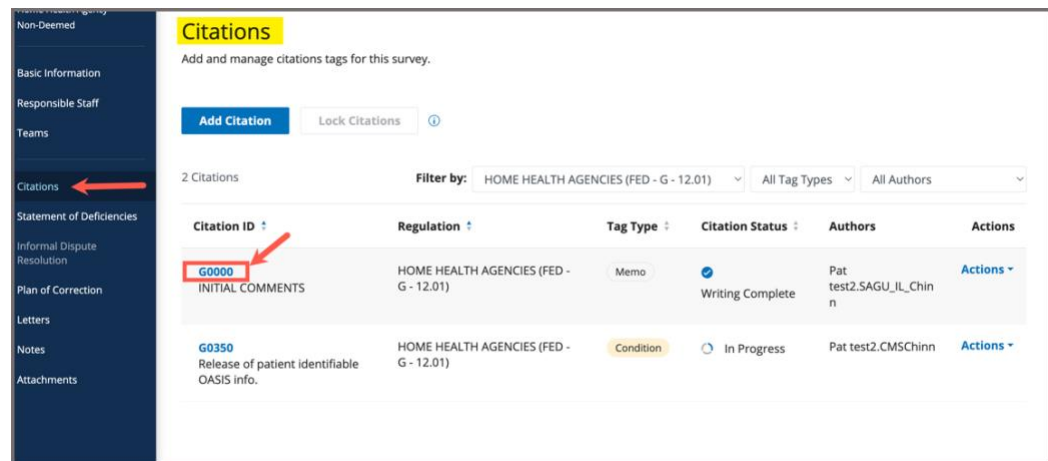 Home Health Agency
Non-Deemed
Basic Information
Responsible Staff
Teams
Citations
Statement of Deficiencies
Informal Dispute
Resolution
Plan of Correction
Letters
Notes
Attachments
Citations
Add and manage citations tags for this survey.
Add Citation Lock Citations
2 Citations Filter by: HOME HEALTH AGENCIES (FED - G - 12.01) All Tag Types All Authors
Citation ID Regulation Tag Type Citation Status Authors Actions
G0000 HOME HEALTH AGENCIES (FED - Memo Pat Actions
INITIAL COMMENTS G - 12.01) Writing Complete test2.SAGU_IL_Chin
n
G0350 HOME HEALTH AGENCIES (FED - Condition In Progress Pat test2.CMSChinn Actions
Release of patient identifiable G - 12.01)
OASIS info.